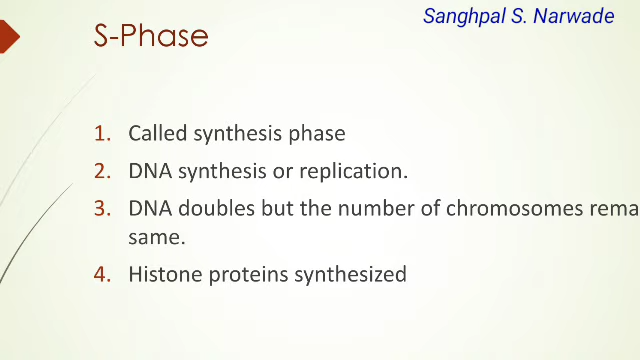 Sanghpal S. Narwade
S-Phase
1. Called synthesis phase
2. DNA synthesis or replication.
3. DNA doubles but the number of chromosomes rema
same.
4. Histone proteins synthesized